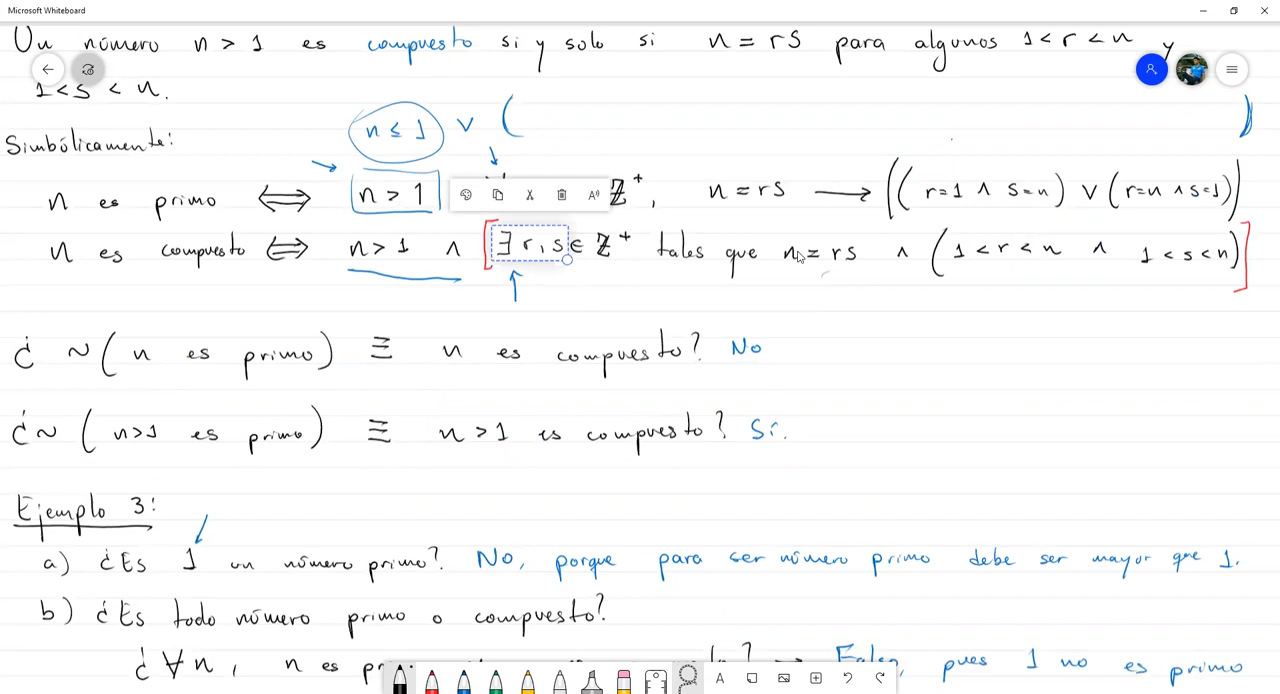 Microsoft Whiteboard
Un número n > 1 es compuesto si y solo si n = rs para algunos 1 < r < n y
1 < s < n.
n ≤ 1 ∨ ( )
Simbólicamente:
n es primo ⟺ n > 1 ℤ⁺, n = rs ⟶ ((r=1 ∧ s=n) ∨ (r=n ∧ s=1))
n es compuesto ⟺ n > 1 ∧ [∃ r, s ∈ ℤ⁺ tales que n = rs ∧ (1 < r < n ∧ 1 < s < n)]
¿ ~(n es primo) ≡ n es compuesto? No
¿ ~(n>1 es primo) ≡ n > 1 es compuesto? Sí.
Ejemplo 3:
a) ¿Es 1 un número primo? No, porque para ser número primo debe ser mayor que 1.
b) ¿Es todo número primo o compuesto?
¿ ∀n, n es pues 1 no es primo